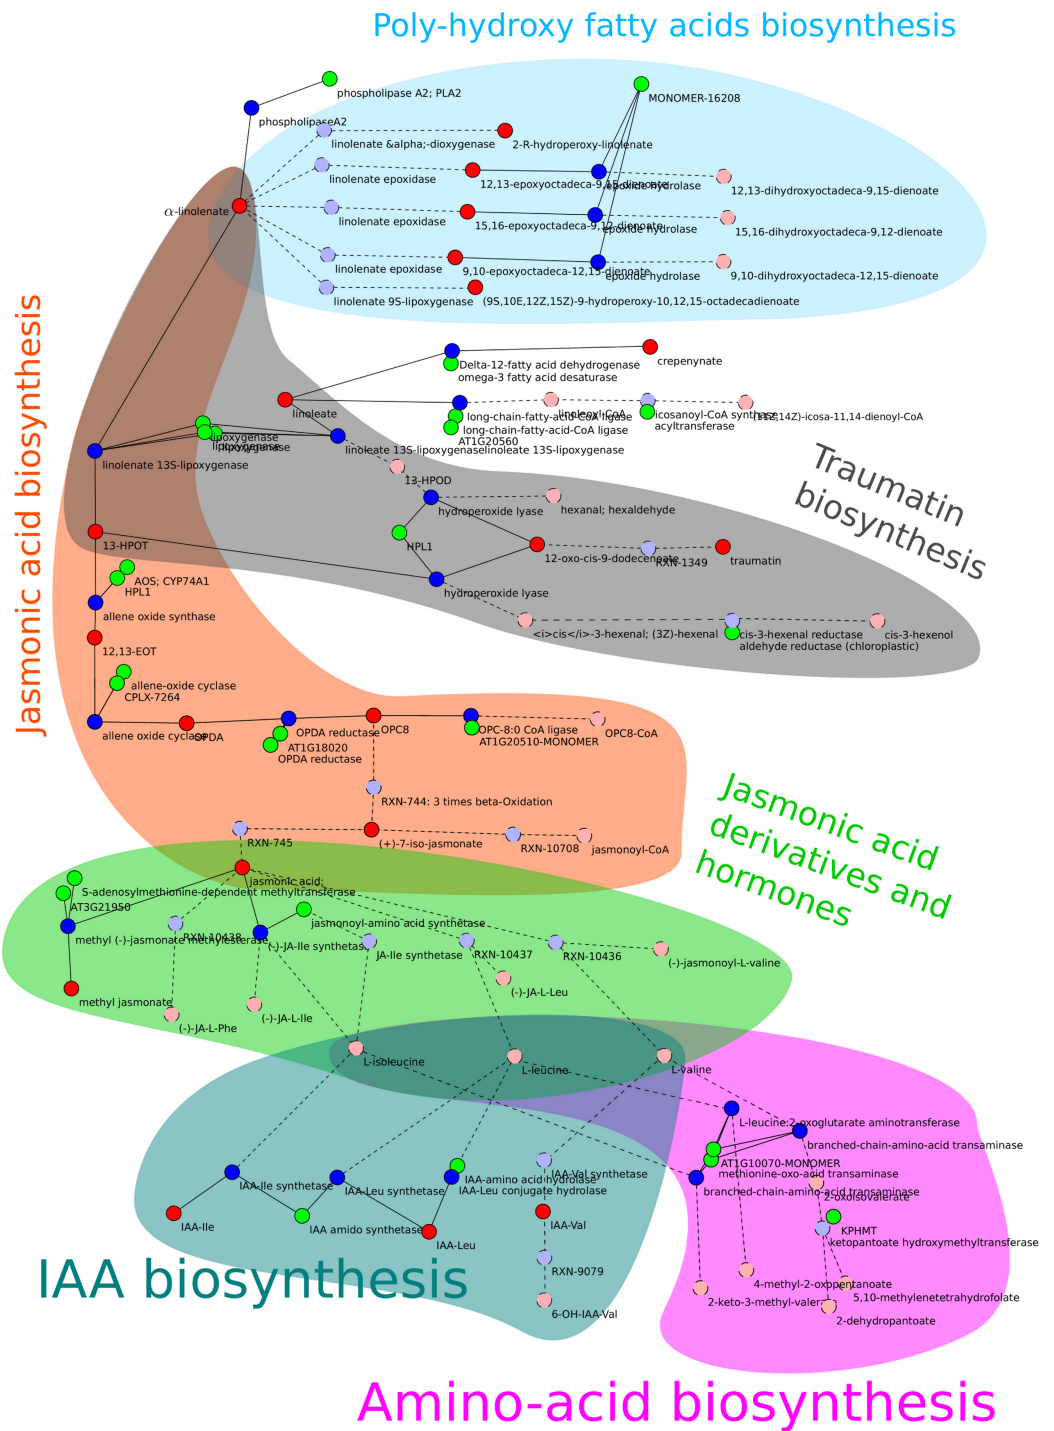 Poly-hydroxy fatty acids biosynthesis
phospholipase A2; PLA2
MONOMER-16208
phospholipaseA2
linolenate &alpha;-dioxygenase
2-R-hydroperoxy-linolenate
linolenate epoxidase
12,13-epoxyoctadeca-9,15-dienoate
epoxide hydrolase
12,13-dihydroxyoctadeca-9,15-dienoate
α-linolenate
linolenate epoxidase
15,16-epoxyoctadeca-9,12-dienoate
epoxide hydrolase
15,16-dihydroxyoctadeca-9,12-dienoate
linolenate epoxidase
9,10-epoxyoctadeca-12,15-dienoate
epoxide hydrolase
9,10-dihydroxyoctadeca-12,15-dienoate
linolenate 9S-lipoxygenase
(9S,10E,12Z,15Z)-9-hydroperoxy-10,12,15-octadecadienoate
Jasmonic acid biosynthesis
Delta-12-fatty acid dehydrogenase
omega-3 fatty acid desaturase
crepenynate
linoleate
long-chain-fatty-acid-CoA ligase
linolenyl-CoA
icosanoyl-CoA synthase
(11Z,14Z)-icosa-11,14-dienoyl-CoA
acyltransferase
long-chain-fatty-acid-CoA ligase
AT1G20560
lipoxygenase
lipoxygenase
lipoxygenase
linoleate 13S-lipoxygenaselinoleate 13S-lipoxygenase
linolenate 13S-lipoxygenase
13-HPOD
Traumatin
biosynthesis
hydroperoxide lyase
hexanal; hexaldehyde
13-HPOT
HPL1
12-oxo-cis-9-dodecenoate
RXN-1349
traumatin
AOS; CYP74A1
HPL1
hydroperoxide lyase
allene oxide synthase
<i>cis</i>-3-hexenal; (3Z)-hexenal
cis-3-hexenal reductase
aldehyde reductase (chloroplastic)
cis-3-hexenol
12,13-EOT
allene-oxide cyclase
CPLX-7264
allene oxide cyclase
OPDA
OPDA reductase
AT1G18020
OPDA reductase
OPC8
OPC-8:0 CoA ligase
AT1G20510-MONOMER
OPC8-CoA
RXN-744: 3 times beta-Oxidation
Jasmonic acid
derivatives and
hormones
RXN-745
(+)-7-iso-jasmonate
RXN-10708
jasmonoyl-CoA
jasmonic acid;
S-adenosylmethionine-dependent methyltransferase
AT3G21950
jasmonoyl-amino acid synthetase
methyl (-)-jasmonate methylesterase
RXN-10438
(-)-JA-Ile synthetase
JA-Ile synthetase
RXN-10437
RXN-10436
(-)-jasmonoyl-L-valine
methyl jasmonate
(-)-JA-L-Phe
(-)-JA-L-Ile
(-)-JA-L-Leu
L-isoleucine
L-leucine
L-valine
L-leucine:2-oxoglutarate aminotransferase
branched-chain-amino-acid transaminase
AT1G10070-MONOMER
methionine-oxo-acid transaminase
branched-chain-amino-acid transaminase
2-oxoisovalerate
IAA-Ile synthetase
IAA-Leu synthetase
IAA-amino acid hydrolase
IAA-Leu conjugate hydrolase
IAA-Val synthetase
IAA-Ile
IAA amido synthetase
IAA-Leu
IAA-Val
KPHMT
ketopantoate hydroxymethyltransferase
RXN-9079
6-OH-IAA-Val
4-methyl-2-oxopentanoate
2-keto-3-methyl-valerate
5,10-methylenetetrahydrofolate
2-dehydropantoate
IAA biosynthesis
Amino-acid biosynthesis